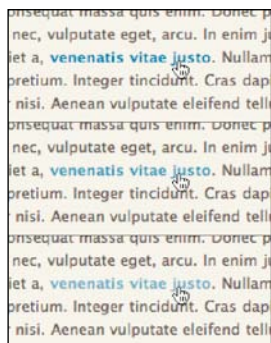 onsequat massa quis enim. Donec p
nec, vulputate eget, arcu. In enim ju
iet a, venenatis vitae justo. Nullam
pretium. Integer tincidunt. Cras dap
nisi. Aenean vulputate eleifend tell
onsequat massa quis enim. Donec p
nec, vulputate eget, arcu. In enim ju
iet a, venenatis vitae justo. Nullam
pretium. Integer tincidunt. Cras dap
nisi. Aenean vulputate eleifend tell
onsequat massa quis enim. Donec p
nec, vulputate eget, arcu. In enim ju
iet a, venenatis vitae justo. Nullam
pretium. Integer tincidunt. Cras dap
nisi. Aenean vulputate eleifend tell